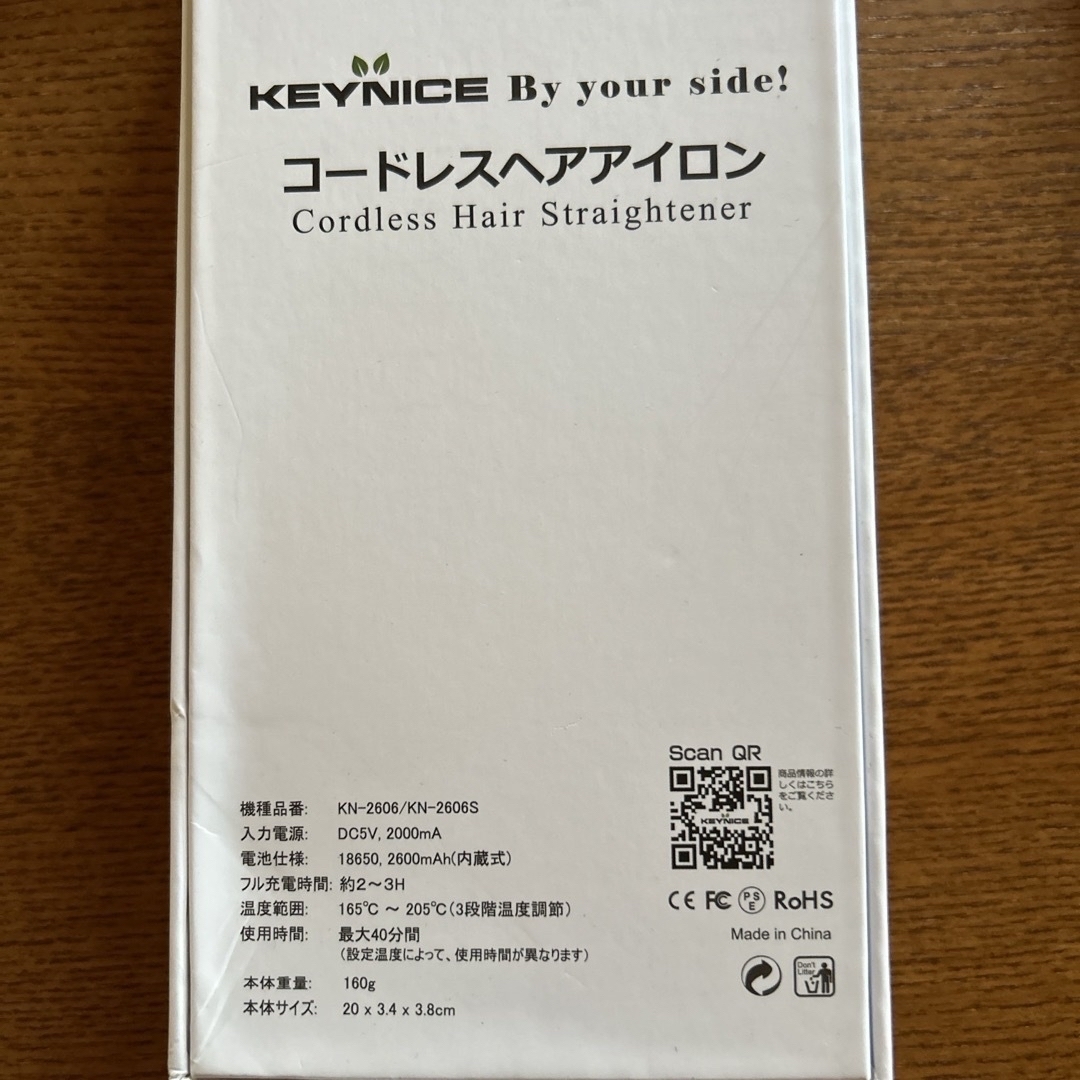 KEYNICE By your side!
コードレスヘアアイロン
Cordless Hair Straightener
Scan QR
商品情報の詳
しくはこちら
をご覧くださ
い。
KEYNICE
機種品番: KN-2606/KN-2606S
入力電源: DC5V, 2000mA
電池仕様: 18650, 2600mAh(内蔵式)
フル充電時間: 約2～3H
温度範囲: 165℃ ～ 205℃(3段階温度調節)
使用時間: 最大40分間
(設定温度によって、使用時間が異なります)
本体重量: 160g
本体サイズ: 20 x 3.4 x 3.8cm
CE FC PSE RoHS
Made in China
Don't
Litter